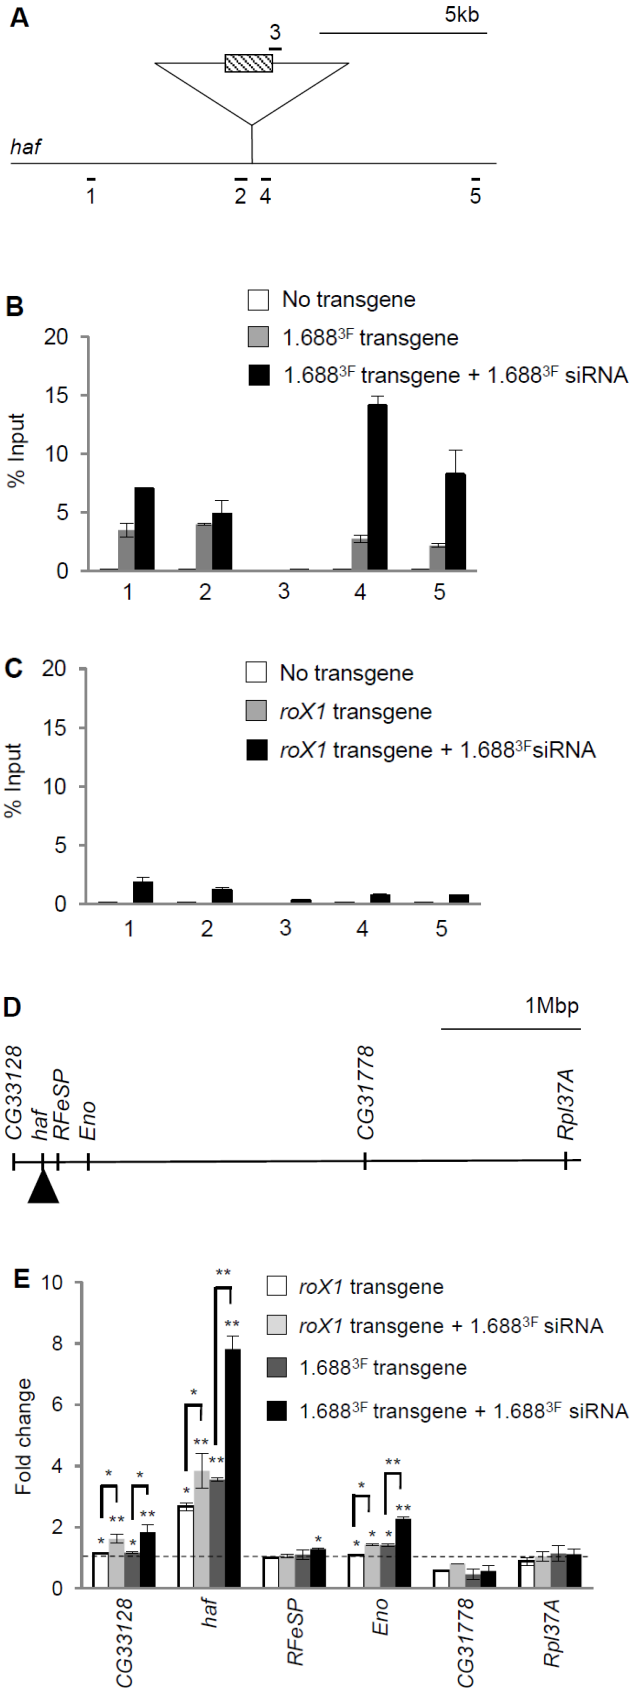 A
5kb
3
haf
1 2 4 5
B
No transgene
1.688³ᶠ transgene
1.688³ᶠ transgene + 1.688³ᶠ siRNA
% Input
20
15
10
5
0
1 2 3 4 5
C
No transgene
roX1 transgene
roX1 transgene + 1.688³ᶠsiRNA
% Input
20
15
10
5
0
1 2 3 4 5
D
1Mbp
CG33128 haf RFeSP Eno CG31778 Rpl37A
E
roX1 transgene
roX1 transgene + 1.688³ᶠ siRNA
1.688³ᶠ transgene
1.688³ᶠ transgene + 1.688³ᶠ siRNA
Fold change
10
8
6
4
2
0
* * * ** * **
* ** * ** ** **
*
* ** * * * **
CG33128 haf RFeSP Eno CG31778 Rpl37A